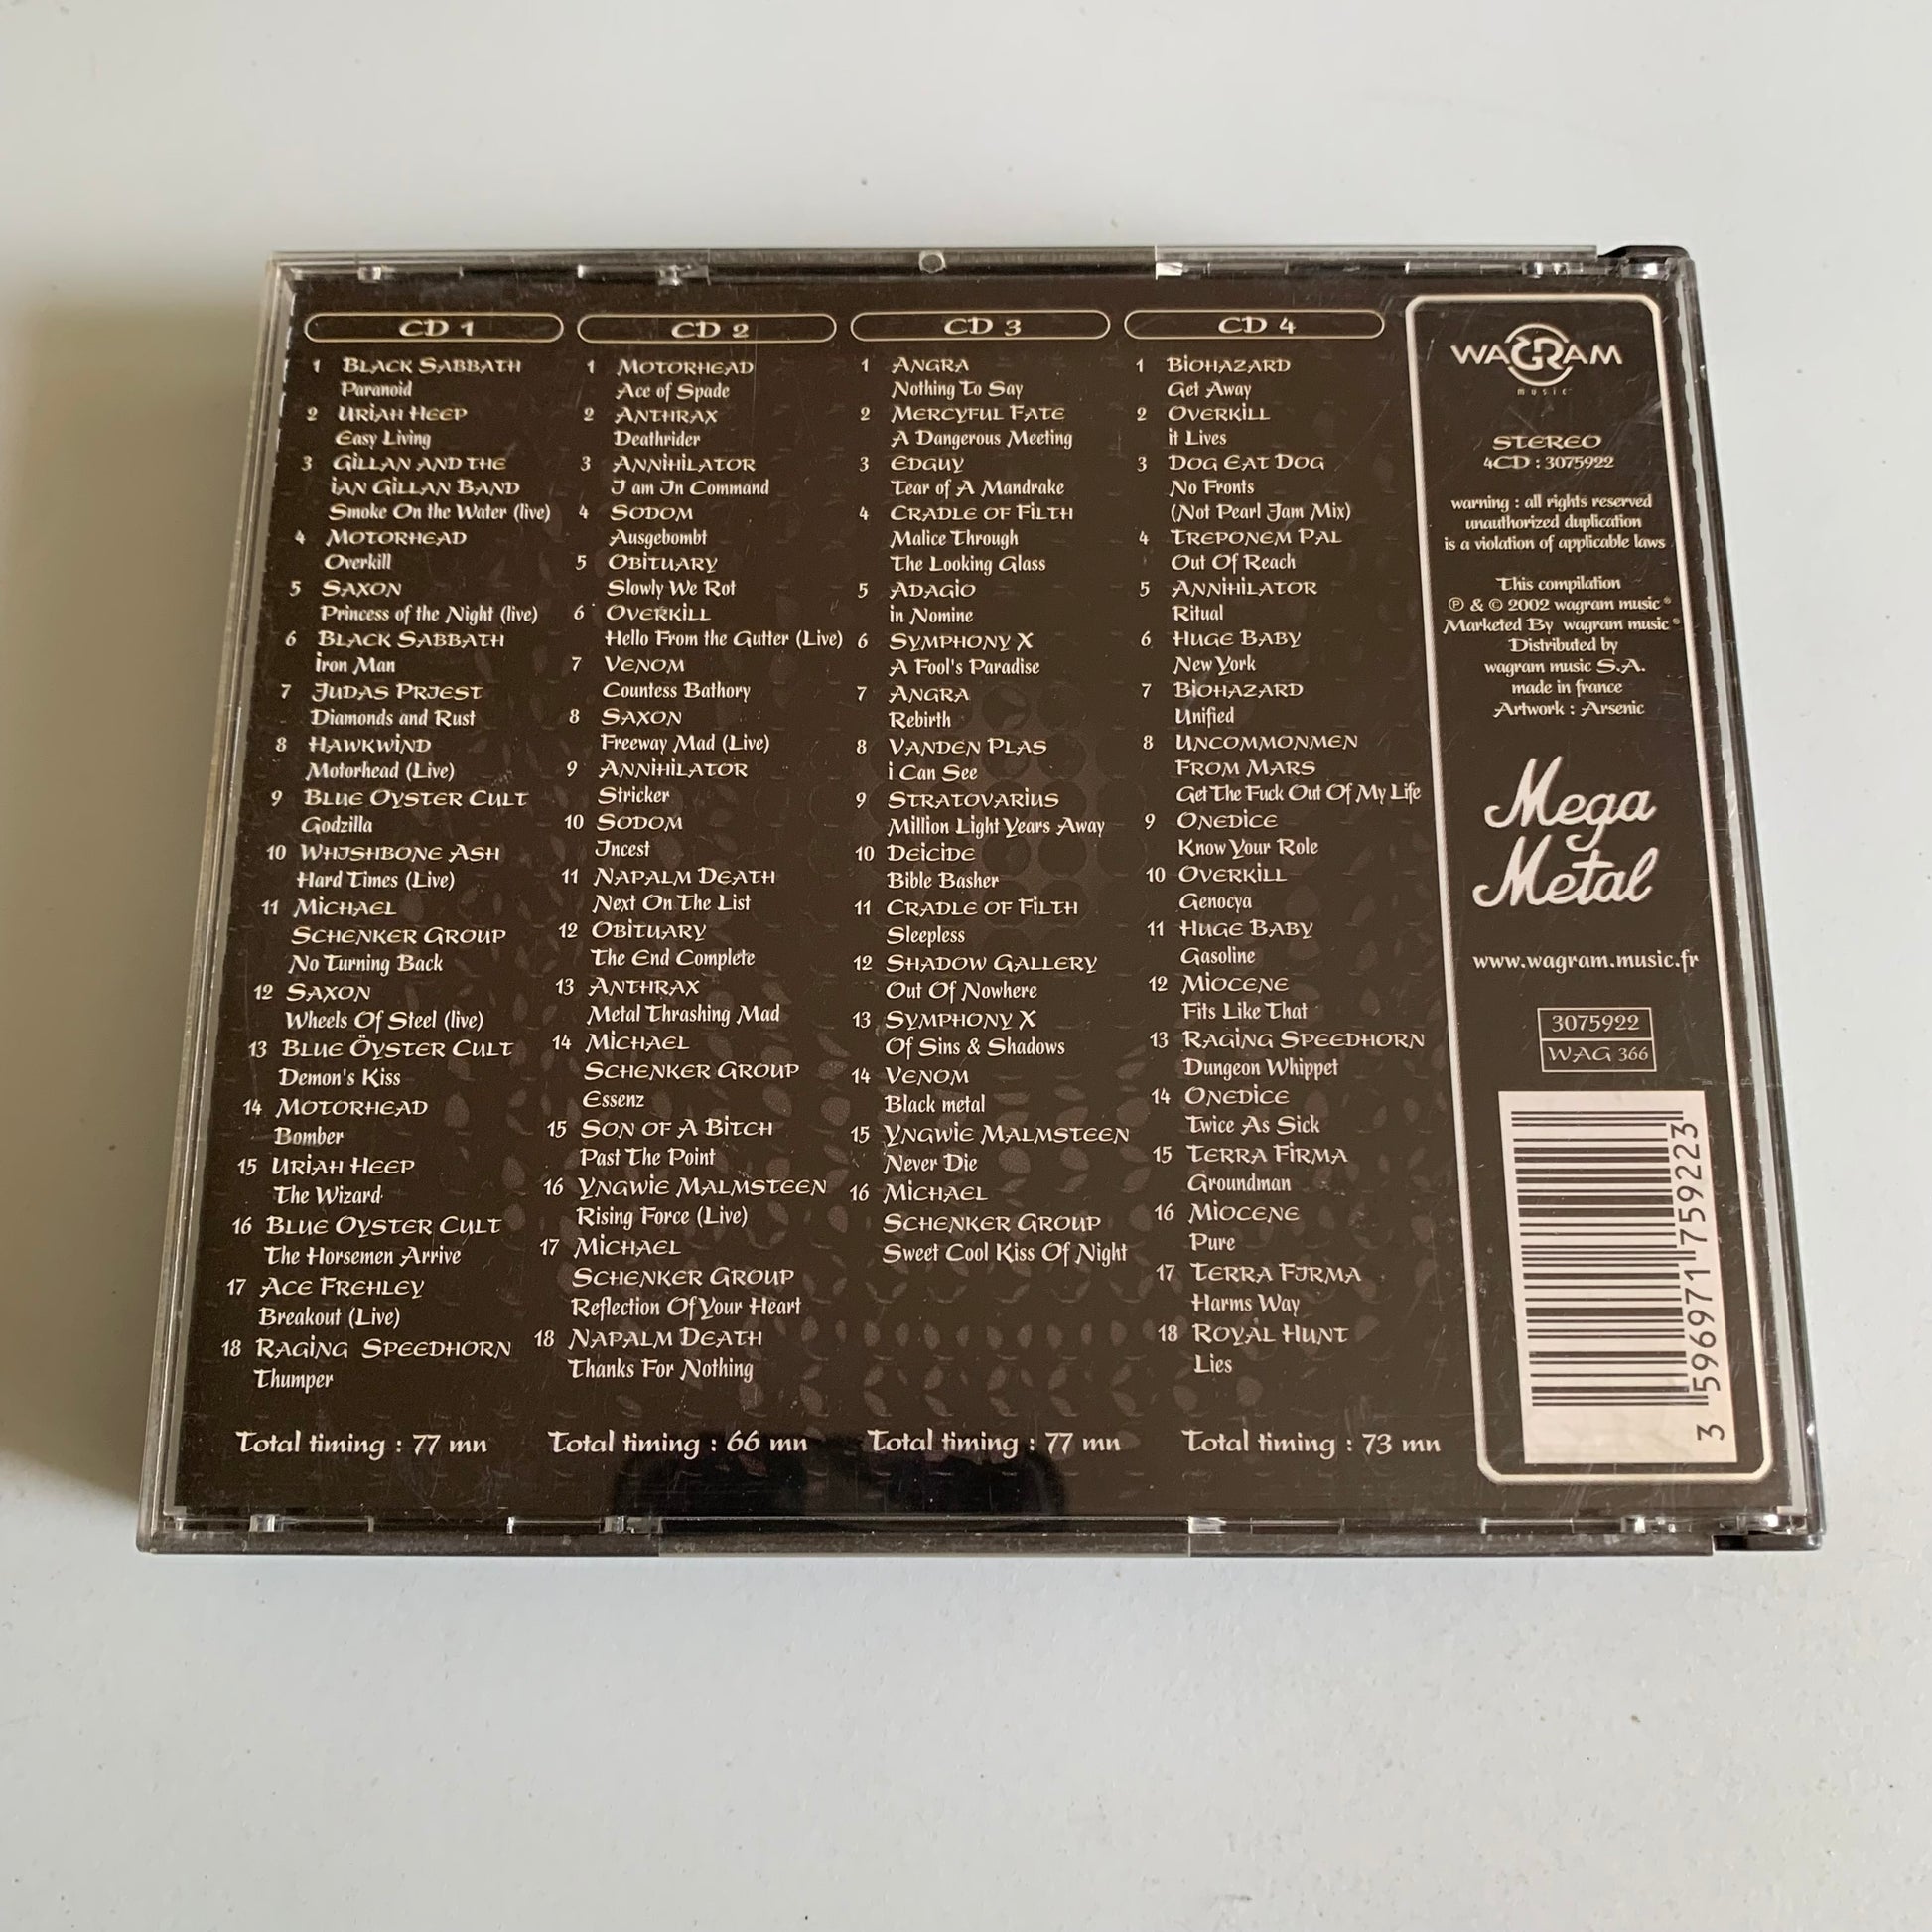 CD 1
1 BLACK SABBATH
Paranoid
2 URIAH HEEP
Easy Living
3 GILLAN AND THE
IAN GILLAN BAND
Smoke On the Water (live)
4 MOTORHEAD
Overkill
5 SAXON
Princess of the Night (live)
6 BLACK SABBATH
Iron Man
7 JUDAS PRIEST
Diamonds and Rust
8 HAWKWIND
Motorhead (Live)
9 BLUE OYSTER CULT
Godzilla
10 WHISHBONE ASH
Hard Times (Live)
11 MICHAEL
SCHENKER GROUP
No Turning Back
12 SAXON
Wheels Of Steel (live)
13 BLUE ÖYSTER CULT
Demon's Kiss
14 MOTORHEAD
Bomber
15 URIAH HEEP
The Wizard
16 BLUE OYSTER CULT
The Horsemen Arrive
17 ACE FREHLEY
Breakout (Live)
18 RAGING SPEEDHORN
Thumper
Total timing : 77 mn
CD 2
1 MOTORHEAD
Ace of Spade
2 ANTHRAX
Deathrider
3 ANNIHILATOR
I am In Command
4 SODOM
Ausgebombt
5 OBITUARY
Slowly We Rot
6 OVERKILL
Hello From the Gutter (Live)
7 VENOM
Countess Bathory
8 SAXON
Freeway Mad (Live)
9 ANNIHILATOR
Stricker
10 SODOM
Incest
11 NAPALM DEATH
Next On The List
12 OBITUARY
The End Complete
13 ANTHRAX
Metal Thrashing Mad
14 MICHAEL
SCHENKER GROUP
Essenz
15 SON OF A BITCH
Past The Point
16 YNGWIE MALMSTEEN
Rising Force (Live)
17 MICHAEL
SCHENKER GROUP
Reflection Of Your Heart
18 NAPALM DEATH
Thanks For Nothing
Total timing : 66 mn
CD 3
1 ANGRA
Nothing To Say
2 MERCYFUL FATE
A Dangerous Meeting
3 EDGUY
Tear of A Mandrake
4 CRADLE OF FILTH
Malice Through
The Looking Glass
5 ADAGIO
in Nomine
6 SYMPHONY X
A Fool's Paradise
7 ANGRA
Rebirth
8 VANDEN PLAS
i Can See
9 STRATOVARIUS
Million Light Years Away
10 DEICIDE
Bible Basher
11 CRADLE OF FILTH
Sleepless
12 SHADOW GALLERY
Out Of Nowhere
13 SYMPHONY X
Of Sins & Shadows
14 VENOM
Black metal
15 YNGWIE MALMSTEEN
Never Die
16 MICHAEL
SCHENKER GROUP
Sweet Cool Kiss Of Night
Total timing : 77 mn
CD 4
1 BIOHAZARD
Get Away
2 OVERKILL
it Lives
3 DOG EAT DOG
No Fronts
(Not Pearl Jam Mix)
4 TREPONEM PAL
Out Of Reach
5 ANNIHILATOR
Ritual
6 HUGE BABY
New York
7 BIOHAZARD
Unified
8 UNCOMMONMEN
FROM MARS
Get The Fuck Out Of My Life
9 ONEDICE
Know Your Role
10 OVERKILL
Genocya
11 HUGE BABY
Gasoline
12 MIOCENE
Fits Like That
13 RAGING SPEEDHORN
Dungeon Whippet
14 ONEDICE
Twice As Sick
15 TERRA FIRMA
Groundman
16 MIOCENE
Pure
17 TERRA FIRMA
Harms Way
18 ROYAL HUNT
Lies
Total timing : 73 mn
WAGRAM
music
STEREO
4CD : 3075922
warning : all rights reserved
unauthorized duplication
is a violation of applicable laws
This compilation
℗ & © 2002 wagram music®
Marketed By wagram music®
Distributed by
wagram music S.A.
made in france
Artwork : Arsenic
Mega
Metal
www.wagram.music.fr
3075922
WAG 366
3 596971 759223